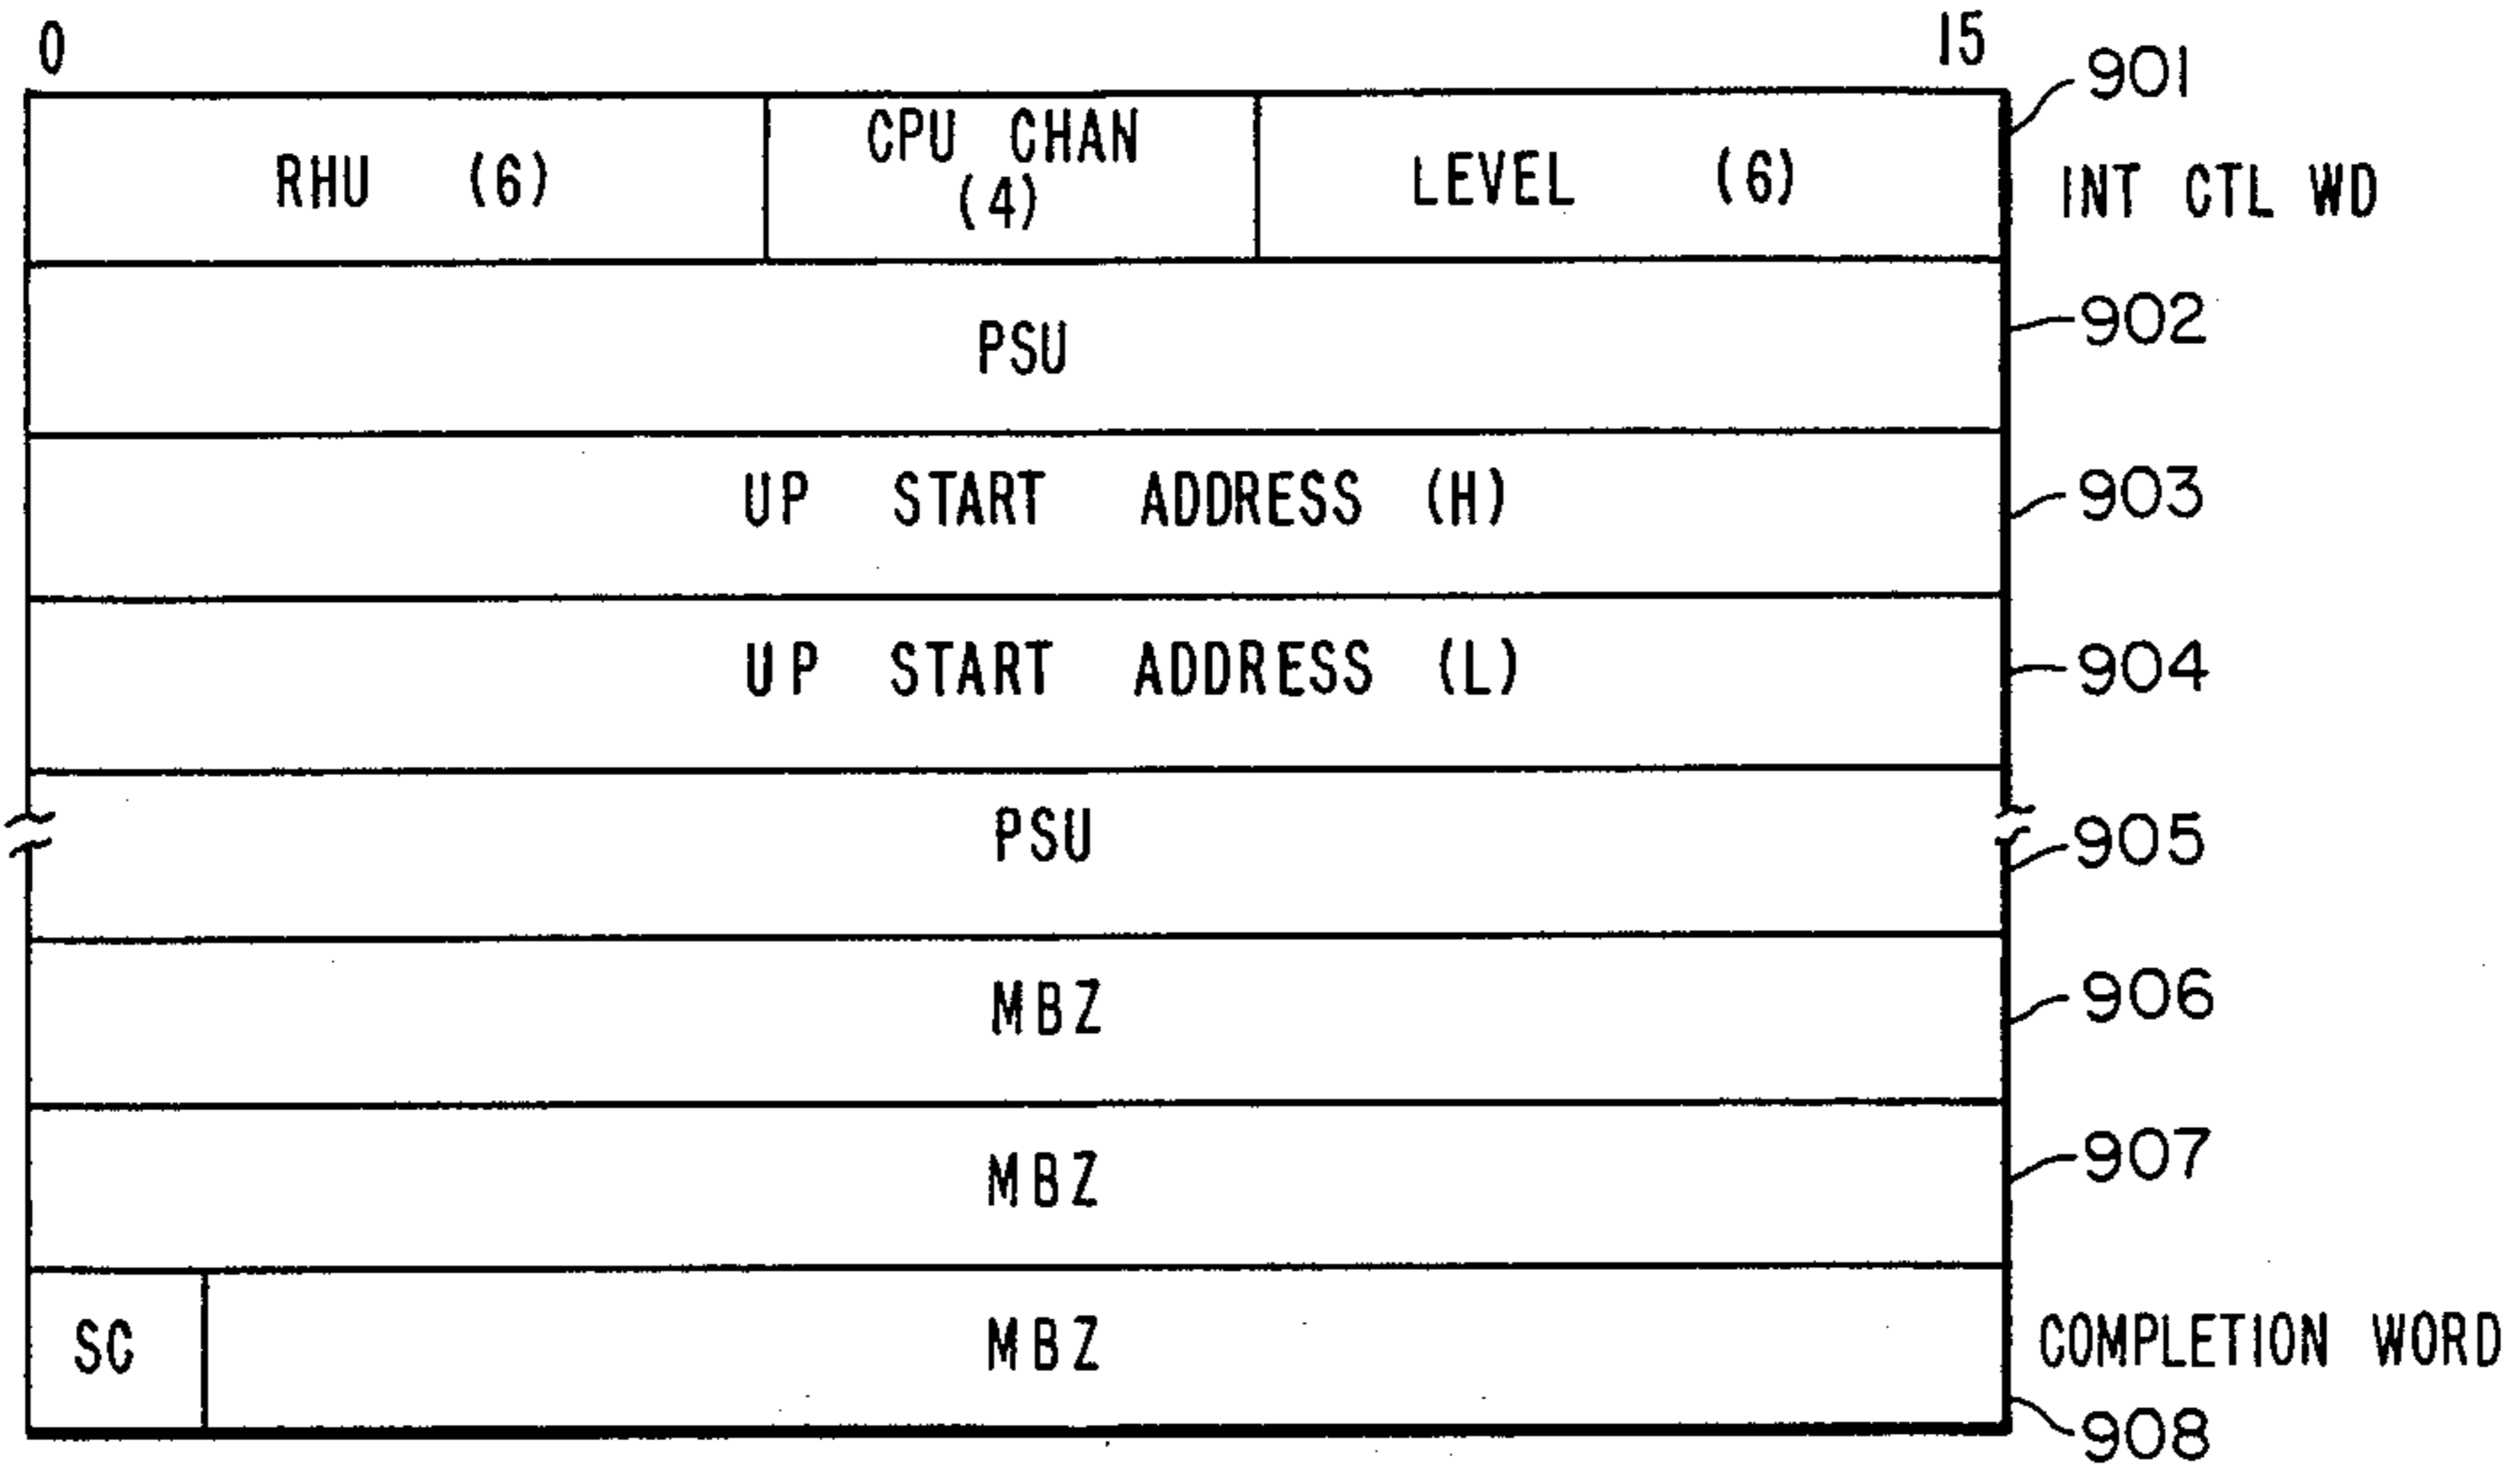 0 15
901
RHU (6) CPU CHAN (4) LEVEL (6) INT CTL WD
PSU 902
UP START ADDRESS (H) 903
UP START ADDRESS (L) 904
PSU 905
MBZ 906
MBZ 907
SC MBZ COMPLETION WORD
908